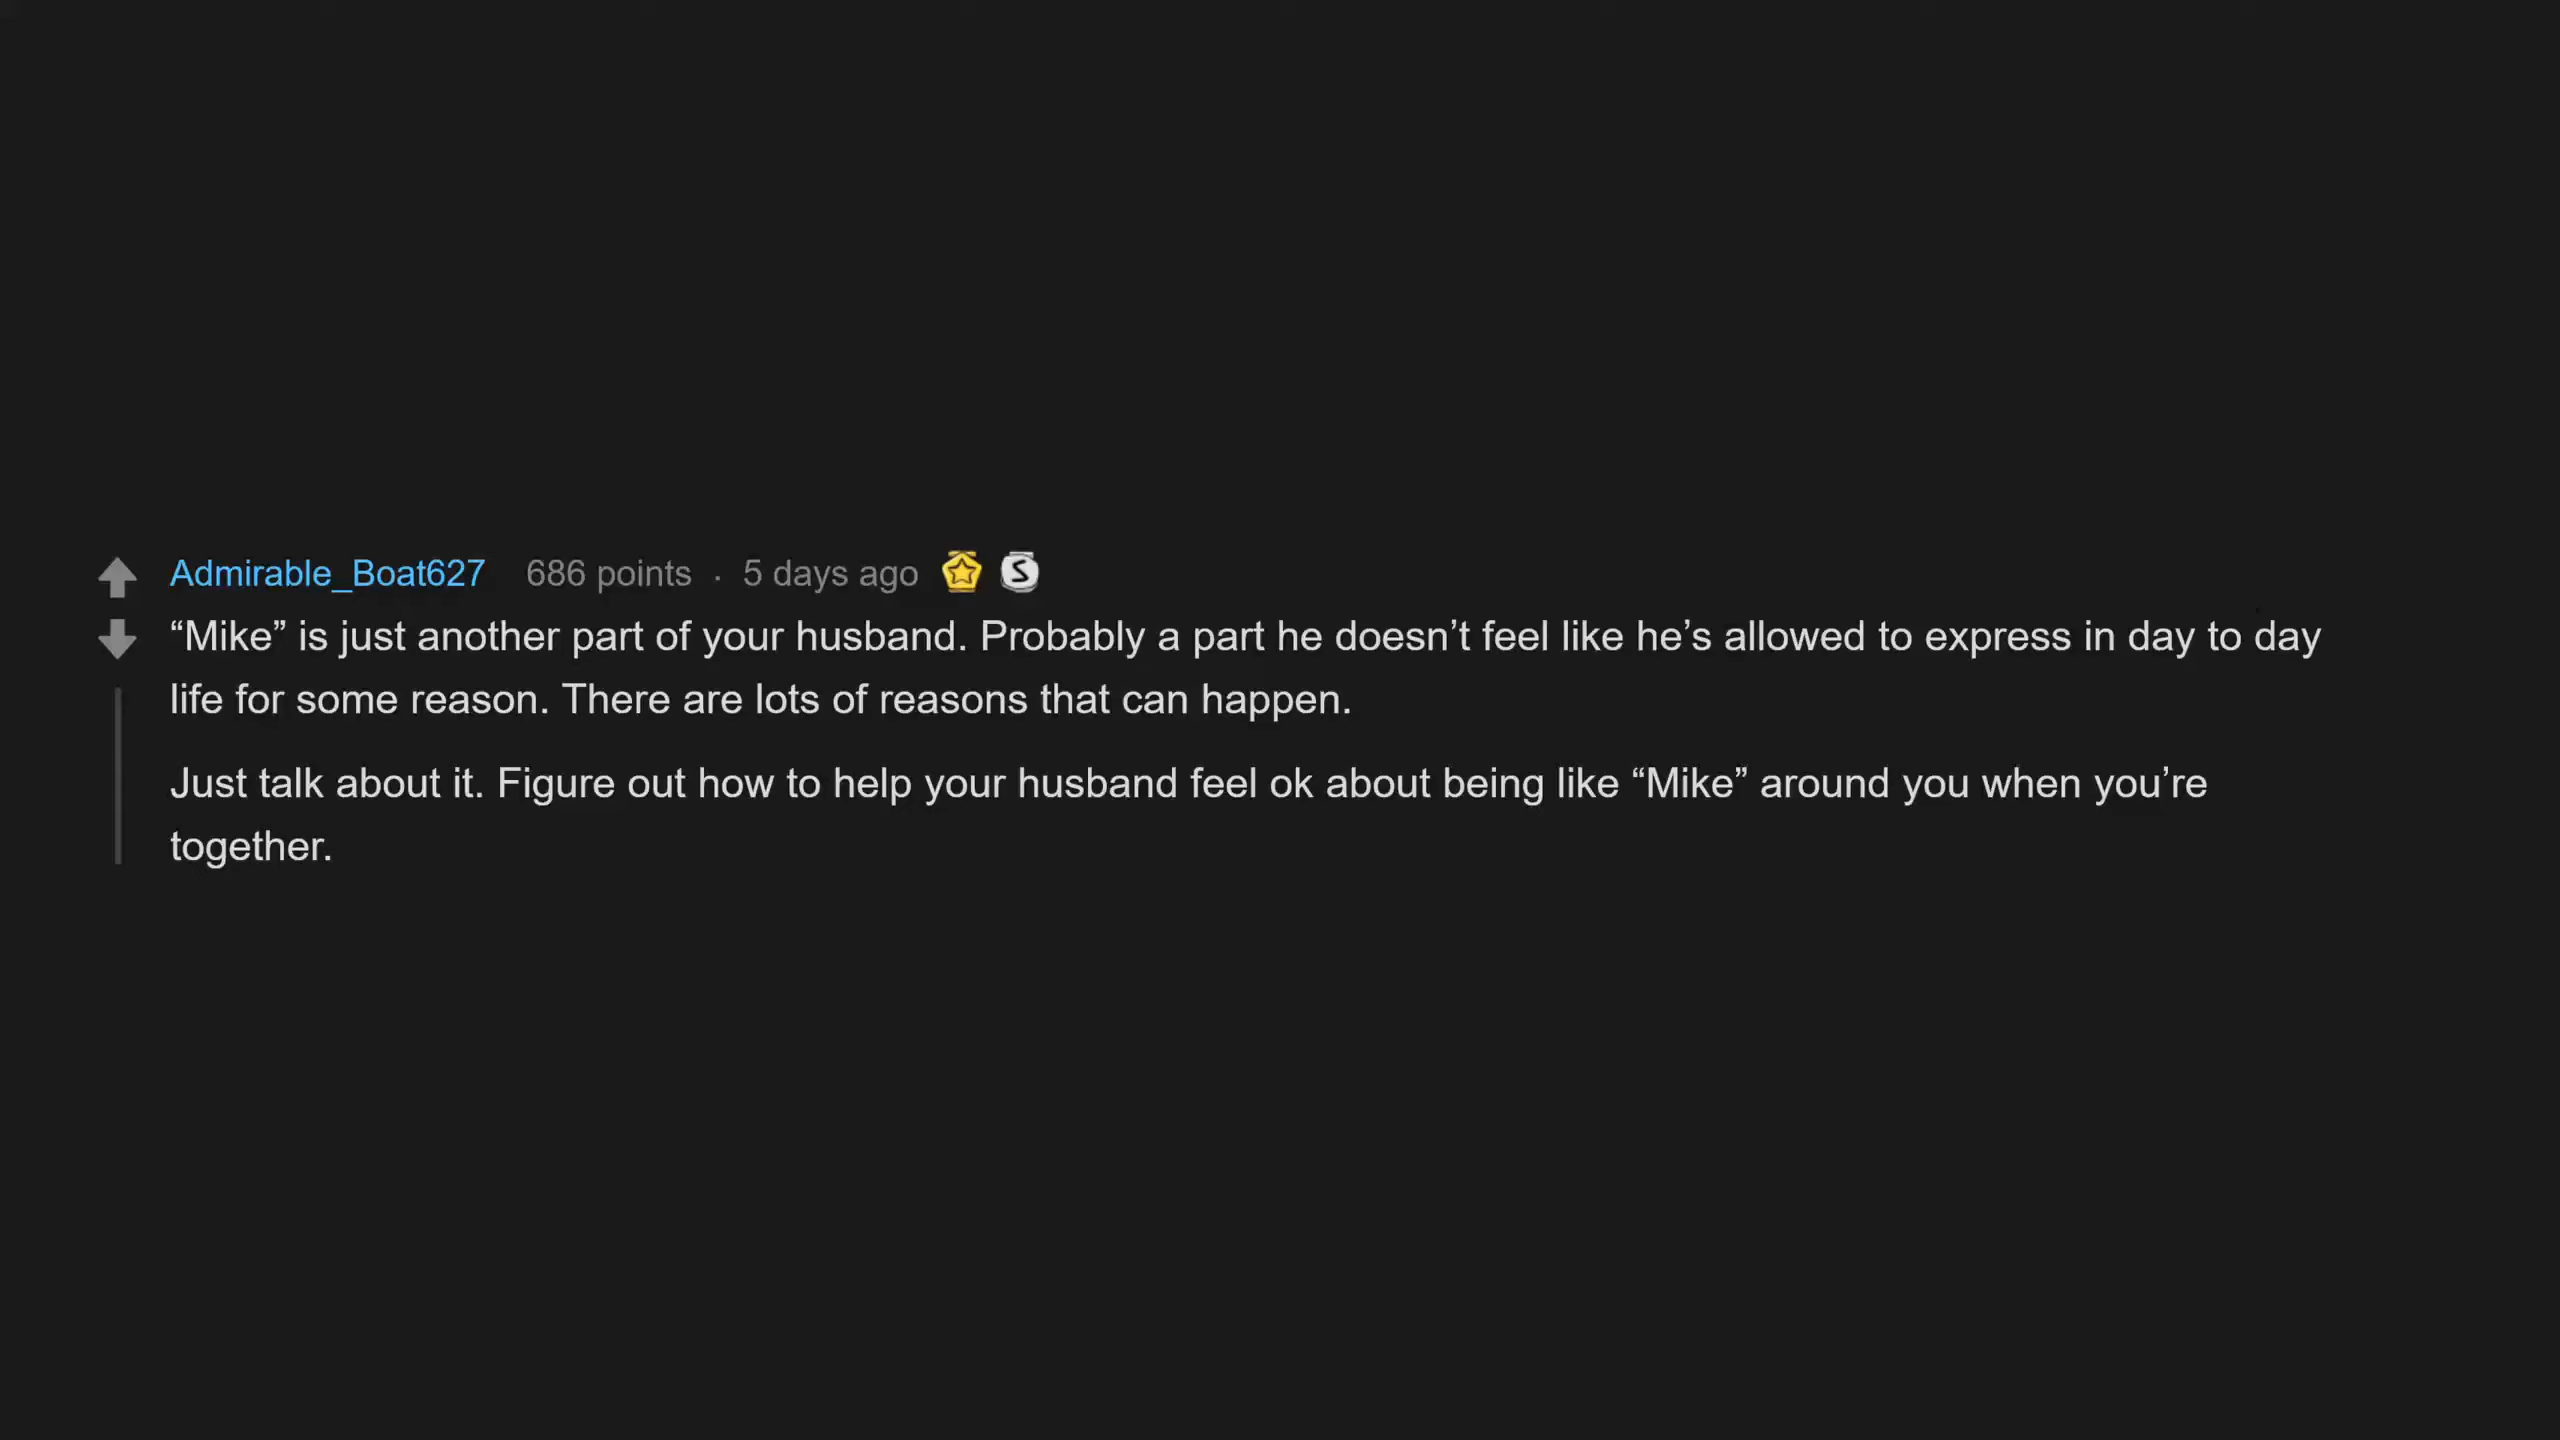 Admirable_Boat627 686 points · 5 days ago S
“Mike” is just another part of your husband. Probably a part he doesn’t feel like he’s allowed to express in day to day
life for some reason. There are lots of reasons that can happen.
Just talk about it. Figure out how to help your husband feel ok about being like “Mike” around you when you’re
together.